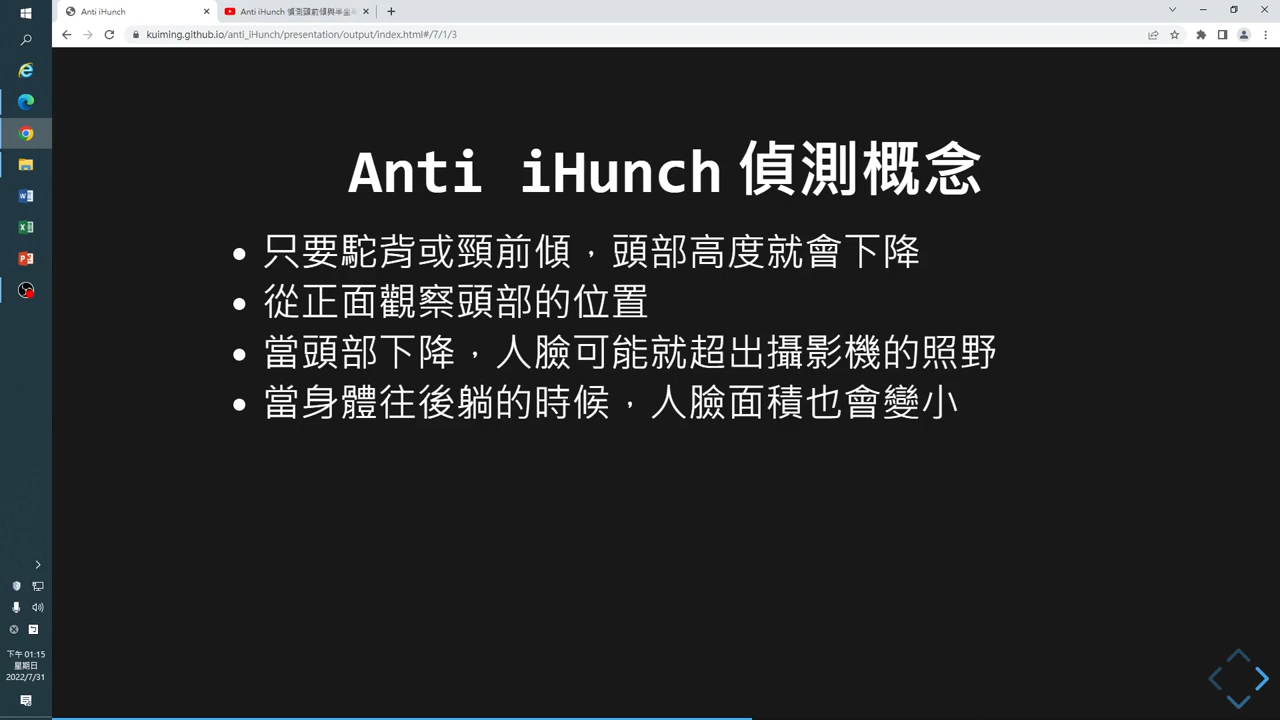 Anti iHunch
Anti iHunch 偵測頭前傾與半坐半
kuiming.github.io/anti_iHunch/presentation/output/index.html#/7/1/3
Anti iHunch 偵測概念
只要駝背或頸前傾，頭部高度就會下降
從正面觀察頭部的位置
當頭部下降，人臉可能就超出攝影機的照野
當身體往後躺的時候，人臉面積也會變小
下午 01:15
星期日
2022/7/31